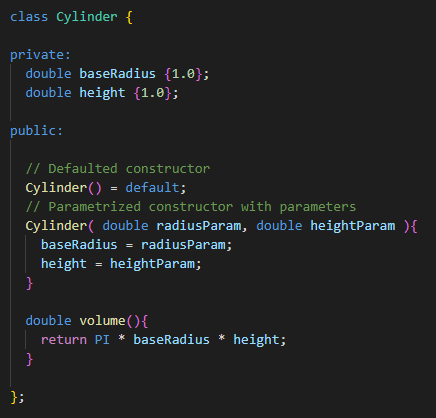 class Cylinder {
private:
double baseRadius {1.0};
double height {1.0};
public:
// Defaulted constructor
Cylinder() = default;
// Parametrized constructor with parameters
Cylinder( double radiusParam, double heightParam ){
baseRadius = radiusParam;
height = heightParam;
}
double volume(){
return PI * baseRadius * height;
}
};